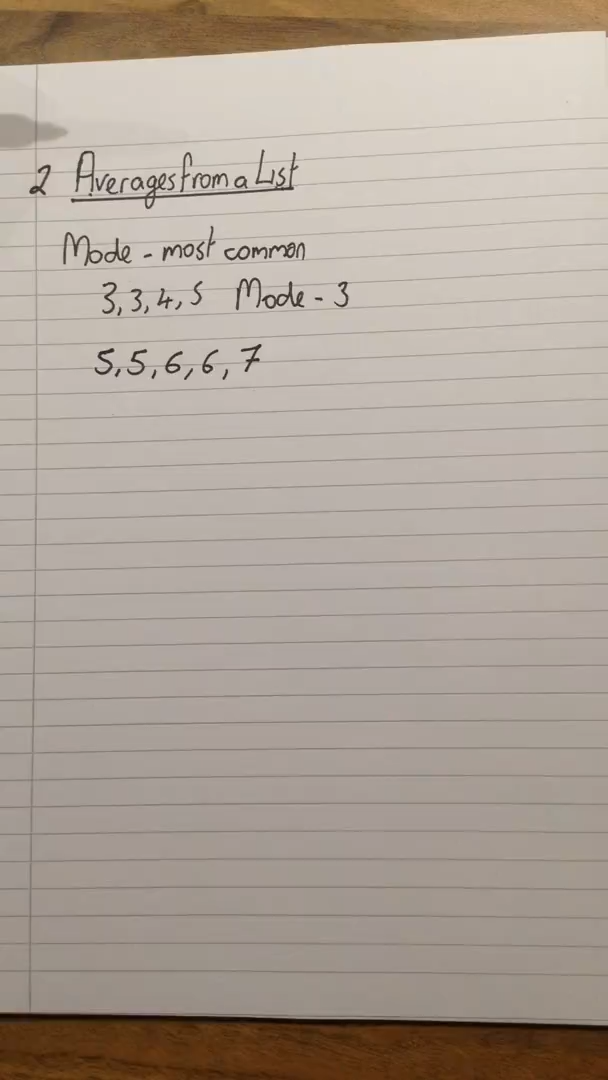 2 Averages from a List
Mode - most common
3, 3, 4, 5 Mode - 3
5, 5, 6, 6, 7